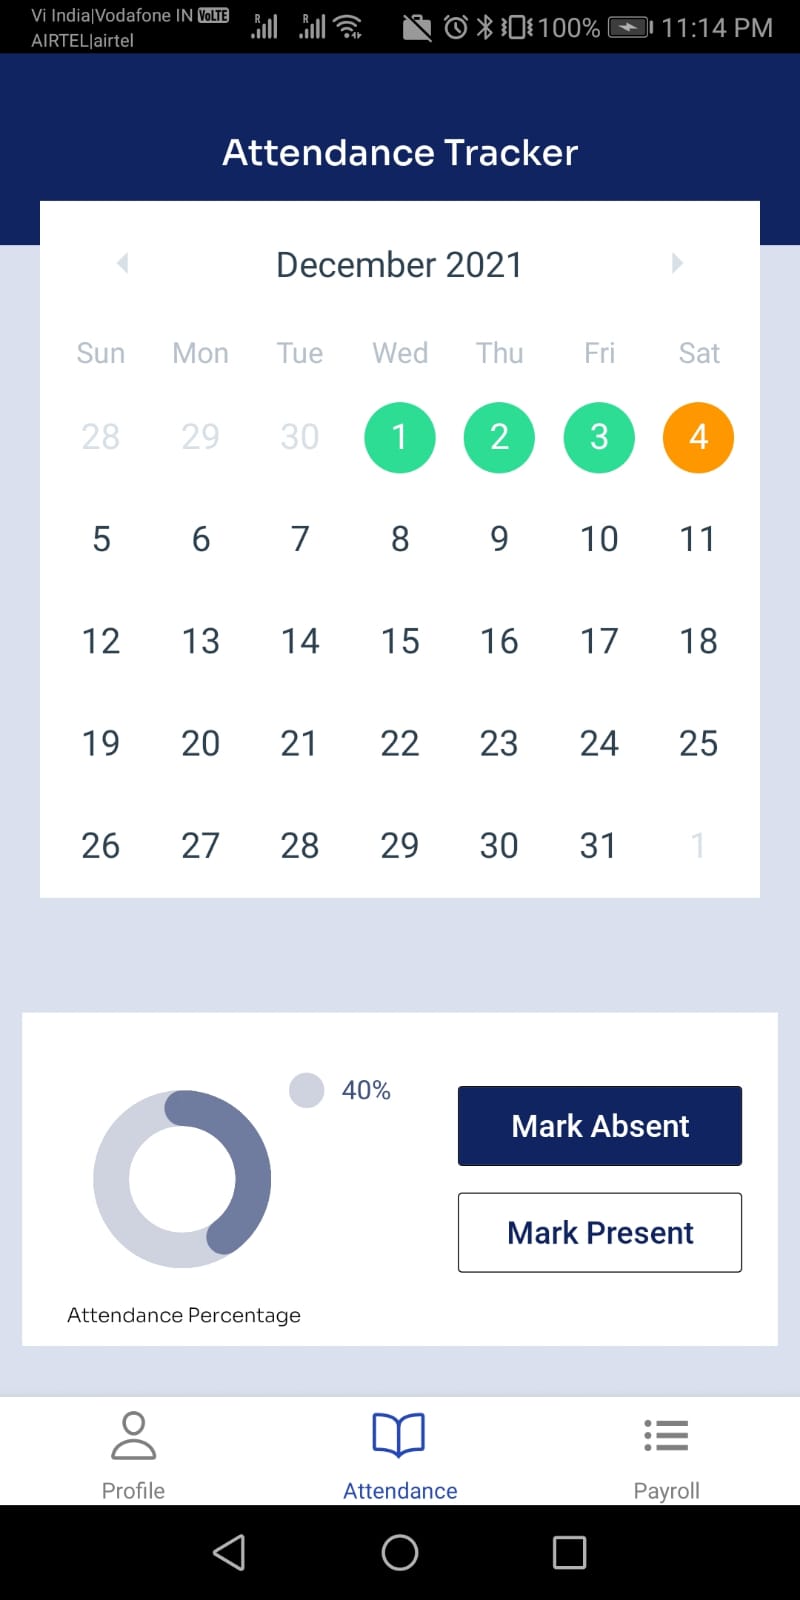 Vi India|Vodafone IN VoLTE
AIRTEL|airtel
R R 100% 11:14 PM
Attendance Tracker
December 2021
Sun Mon Tue Wed Thu Fri Sat
28 29 30 1 2 3 4
5 6 7 8 9 10 11
12 13 14 15 16 17 18
19 20 21 22 23 24 25
26 27 28 29 30 31 1
40%
Mark Absent
Mark Present
Attendance Percentage
Profile Attendance Payroll